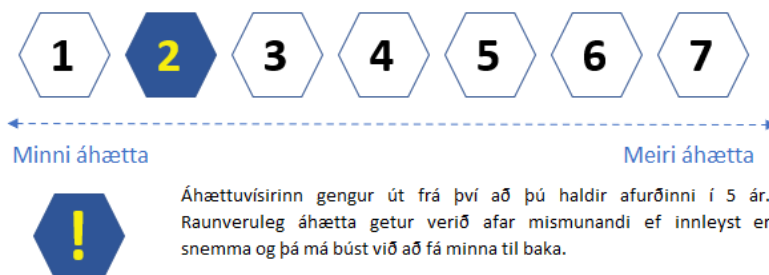 1 2 3 4 5 6 7
Minni áhætta Meiri áhætta
!
Áhættuvísirinn gengur út frá því að þú haldir afurðinni í 5 ár.
Raunveruleg áhætta getur verið afar mismunandi ef innleyst er
snemma og þá má búst við að fá minna til baka.